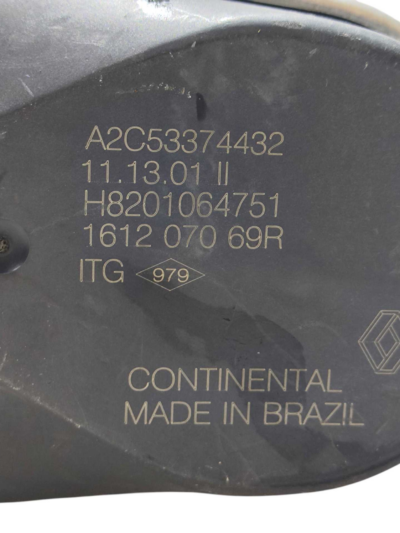 A2C53374432
11.13.01 II
H8201064751
1612 070 69R
ITG 979
CONTINENTAL
MADE IN BRAZIL